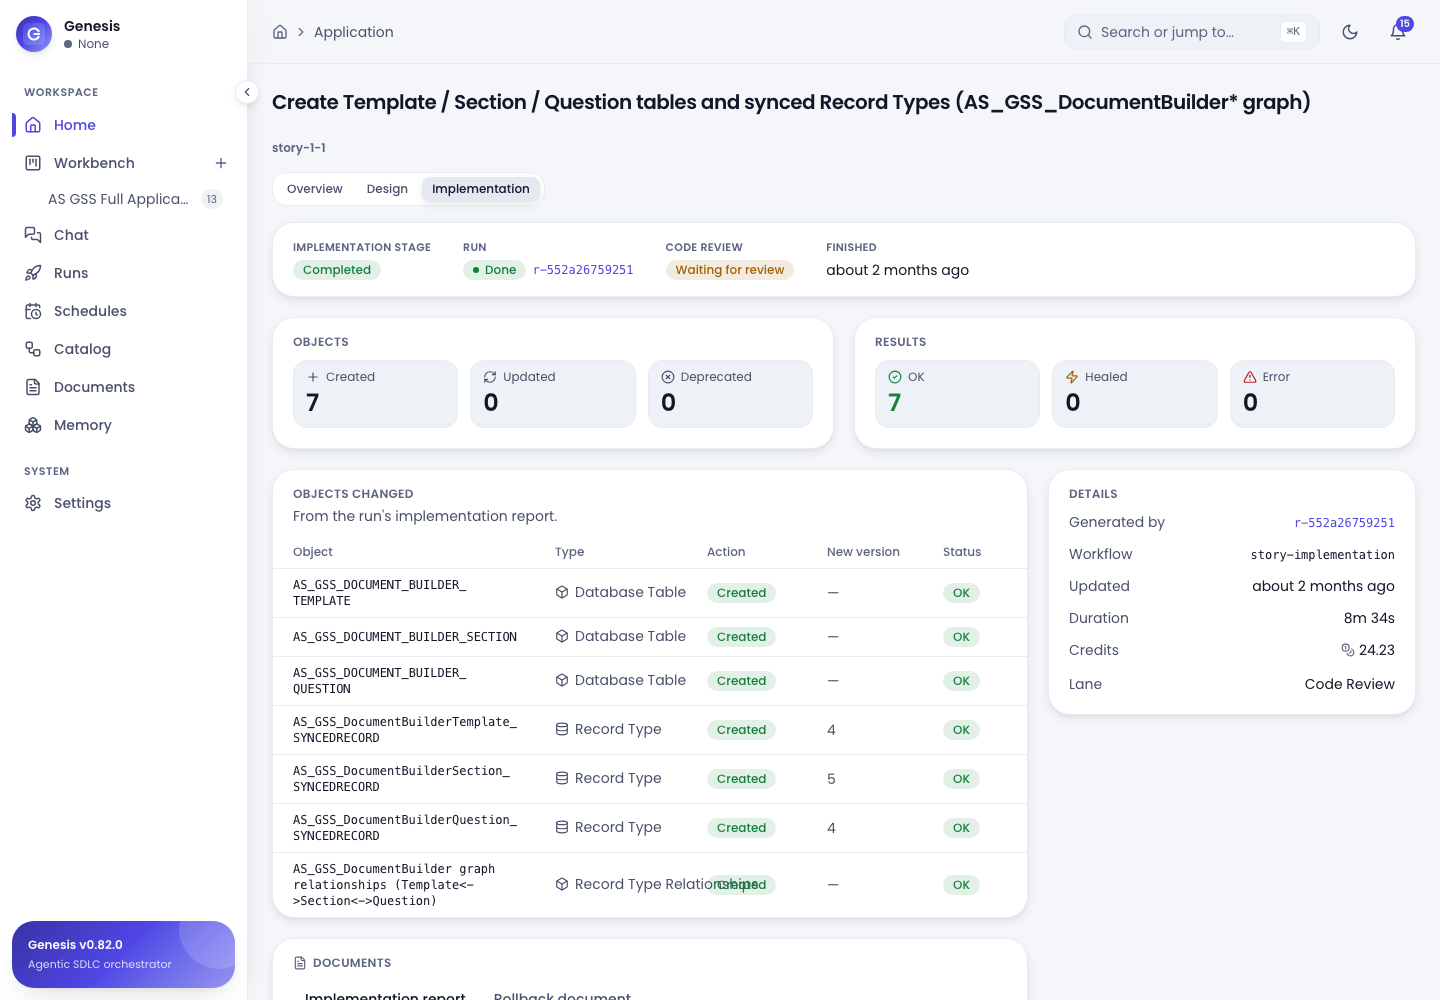 Genesis
None
WORKSPACE
Home
Workbench
AS GSS Full Applica...
13
Chat
Runs
Schedules
Catalog
Documents
Memory
SYSTEM
Settings
Genesis v0.82.0
Agentic SDLC orchestrator
Application
Search or jump to...
⌘K
15
Create Template / Section / Question tables and synced Record Types (AS_GSS_DocumentBuilder* graph)
story-1-1
Overview
Design
Implementation
IMPLEMENTATION STAGE
Completed
RUN
Done
r-552a26759251
CODE REVIEW
Waiting for review
FINISHED
about 2 months ago
OBJECTS
Created
7
Updated
0
Deprecated
0
RESULTS
OK
7
Healed
0
Error
0
OBJECTS CHANGED
From the run's implementation report.
Object Type Action New version Status
AS_GSS_DOCUMENT_BUILDER_
TEMPLATE
Database Table Created — OK
AS_GSS_DOCUMENT_BUILDER_SECTION Database Table Created — OK
AS_GSS_DOCUMENT_BUILDER_
QUESTION
Database Table Created — OK
AS_GSS_DocumentBuilderTemplate_
SYNCEDRECORD
Record Type Created 4 OK
AS_GSS_DocumentBuilderSection_
SYNCEDRECORD
Record Type Created 5 OK
AS_GSS_DocumentBuilderQuestion_
SYNCEDRECORD
Record Type Created 4 OK
AS_GSS_DocumentBuilder graph
relationships (Template<-
>Section<->Question)
Record Type Relationships Created — OK
DETAILS
Generated by r-552a26759251
Workflow story-implementation
Updated about 2 months ago
Duration 8m 34s
Credits 24.23
Lane Code Review
DOCUMENTS
Implementation report
Rollback document